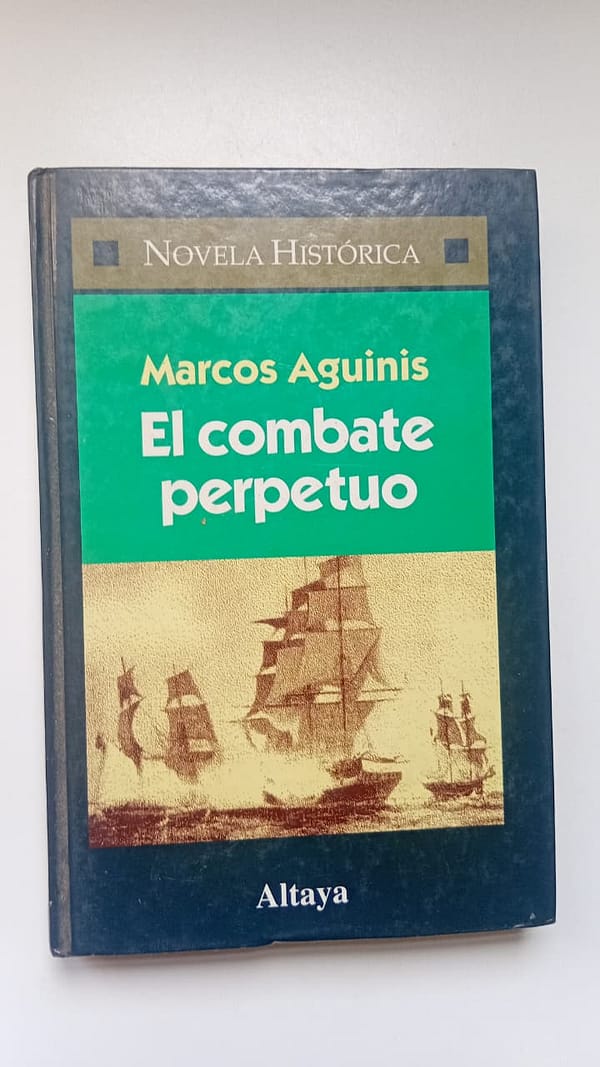 NOVELA HISTÓRICA
Marcos Aguinis
El combate
perpetuo
Altaya